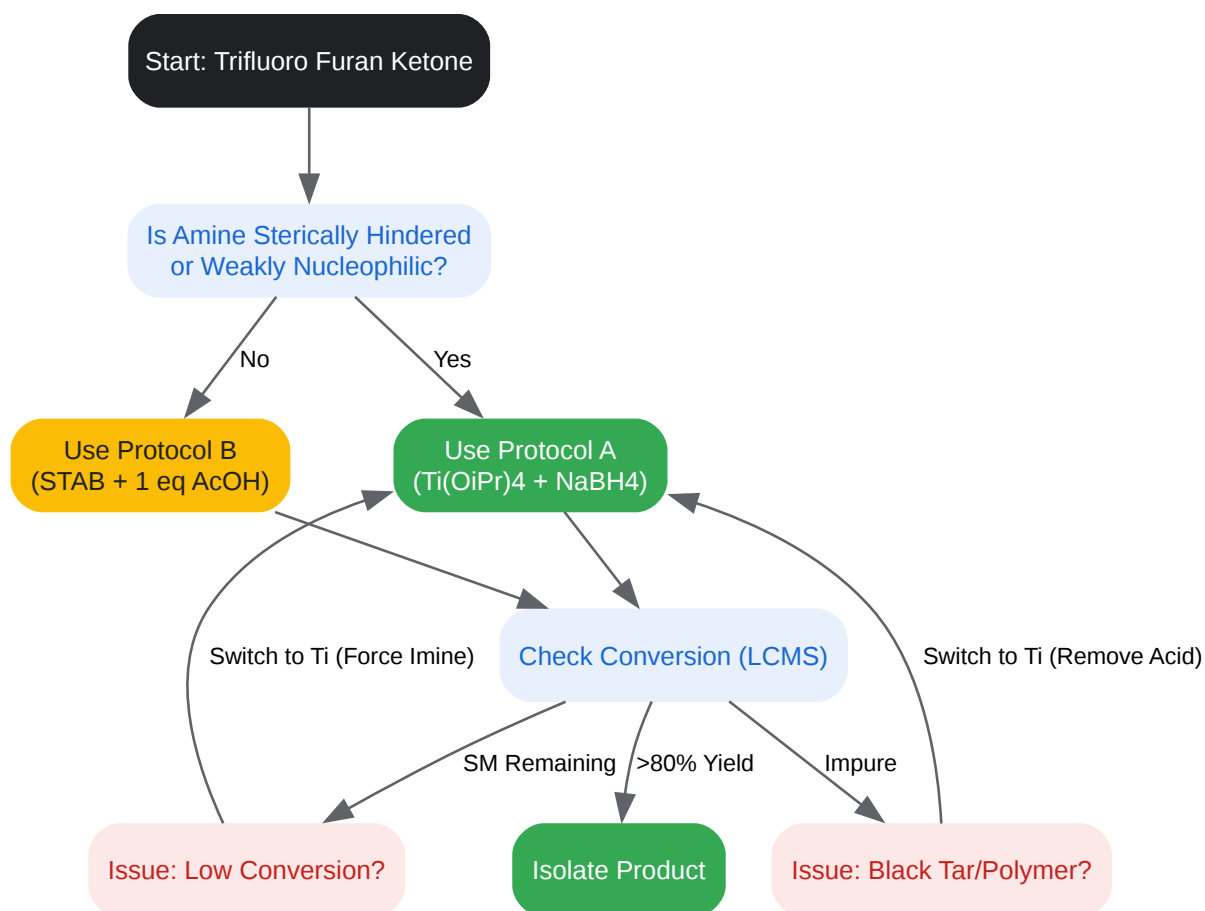 Start: Trifluoro Furan Ketone
Is Amine Sterically Hindered
or Weakly Nucleophilic?
No
Yes
Use Protocol B
(STAB + 1 eq AcOH)
Use Protocol A
(Ti(OiPr)4 + NaBH4)
Switch to Ti (Force Imine)
Check Conversion (LCMS)
Switch to Ti (Remove Acid)
SM Remaining
>80% Yield
Impure
Issue: Low Conversion?
Isolate Product
Issue: Black Tar/Polymer?